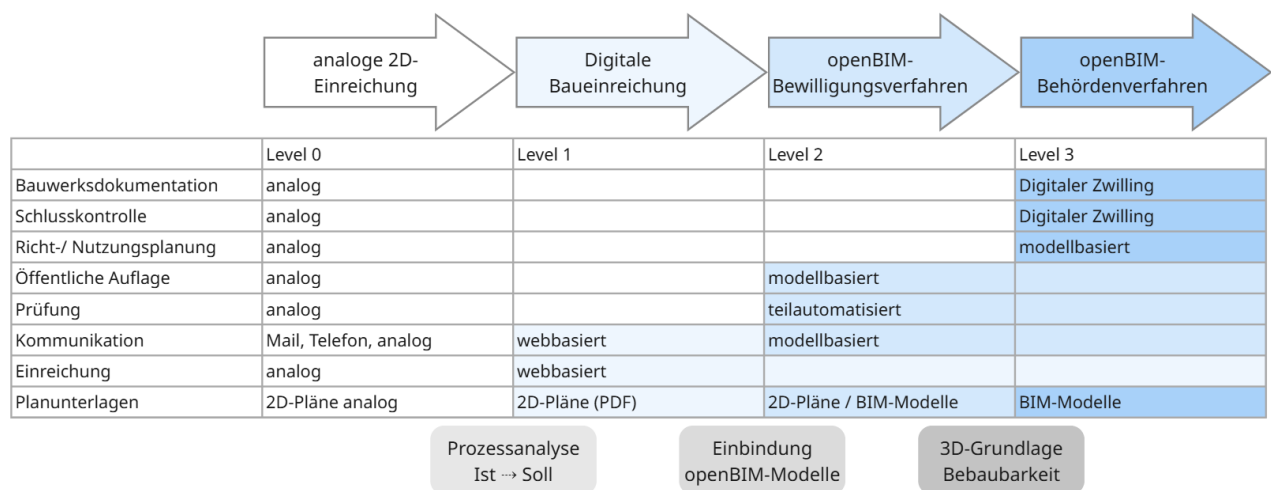 analoge 2D-
Einreichung
Digitale
Baueinreichung
openBIM-
Bewilligungsverfahren
openBIM-
Behördenverfahren
Level 0 Level 1 Level 2 Level 3
Bauwerksdokumentation analog Digitaler Zwilling
Schlusskontrolle analog Digitaler Zwilling
Richt-/ Nutzungsplanung analog modellbasiert
Öffentliche Auflage analog modellbasiert
Prüfung analog teilautomatisiert
Kommunikation Mail, Telefon, analog webbasiert modellbasiert
Einreichung analog webbasiert
Planunterlagen 2D-Pläne analog 2D-Pläne (PDF) 2D-Pläne / BIM-Modelle BIM-Modelle
Prozessanalyse
Ist ⇢ Soll
Einbindung
openBIM-Modelle
3D-Grundlage
Bebaubarkeit